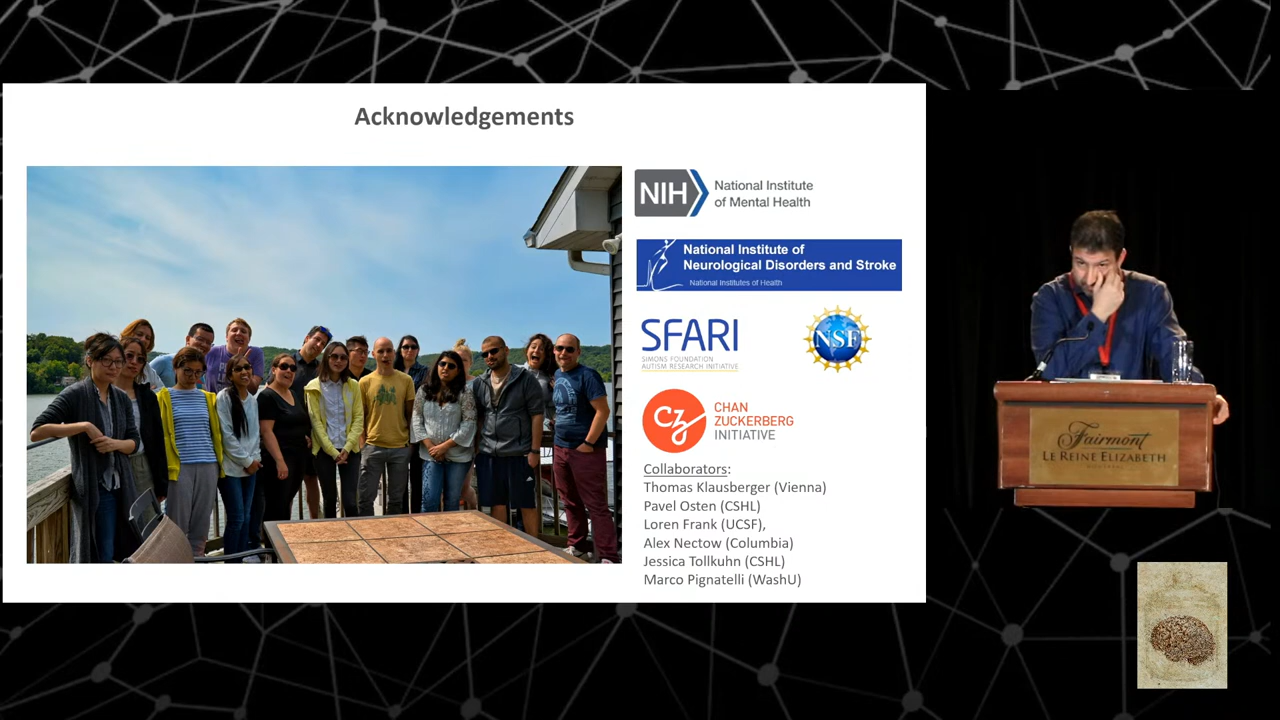 Acknowledgements
NIH
National Institute
of Mental Health
National Institute of
Neurological Disorders and Stroke
National Institutes of Health
SFARI
SIMONS FOUNDATION
AUTISM RESEARCH INITIATIVE
NSF
CZ
CHAN
ZUCKERBERG
INITIATIVE
Collaborators:
Thomas Klausberger (Vienna)
Pavel Osten (CSHL)
Loren Frank (UCSF),
Alex Nectow (Columbia)
Jessica Tollkuhn (CSHL)
Marco Pignatelli (WashU)
Fairmont
LE REINE ELIZABETH
MONTRÉAL